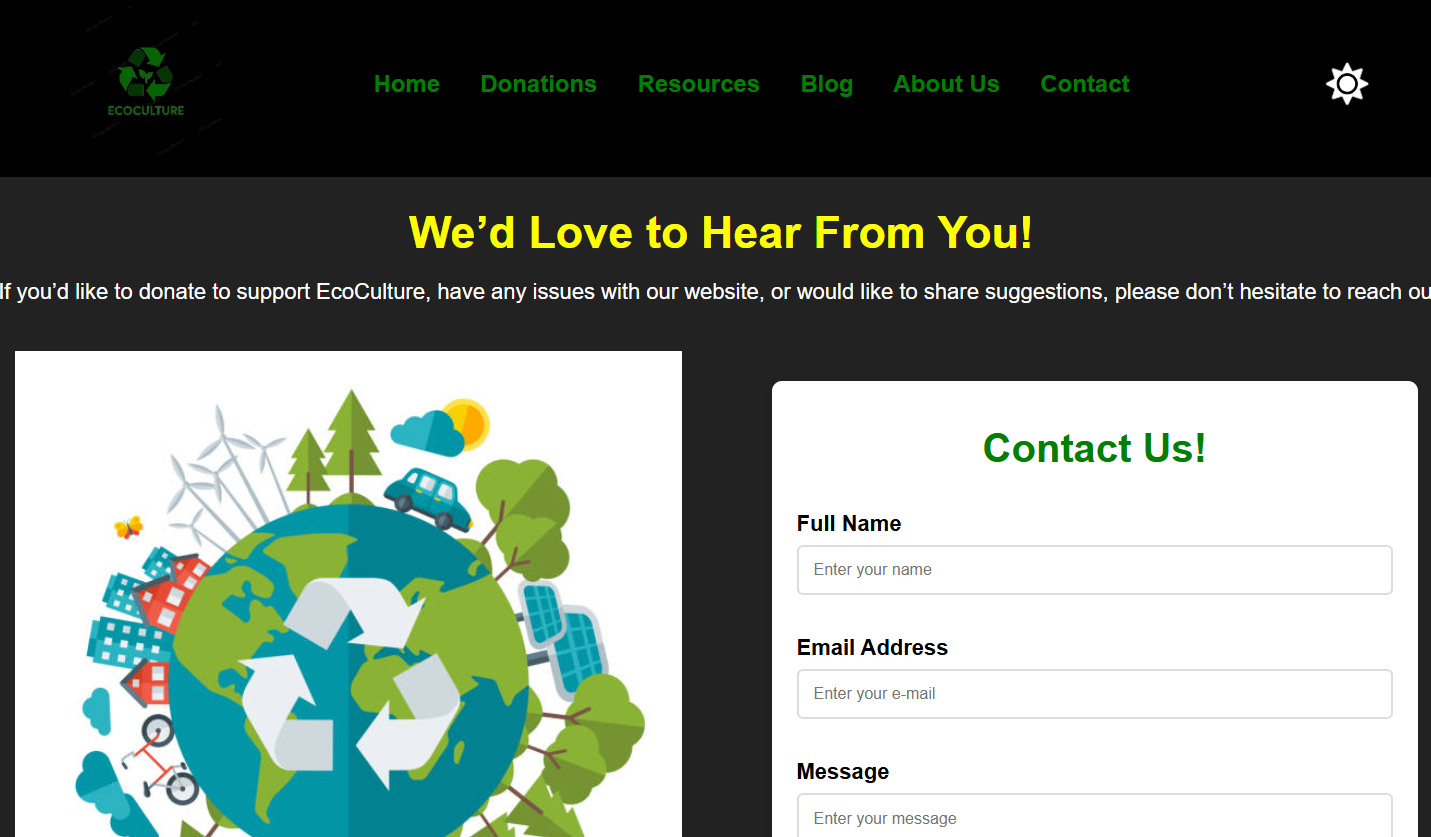 ECOCULTURE
Home Donations Resources Blog About Us Contact
We’d Love to Hear From You!
If you’d like to donate to support EcoCulture, have any issues with our website, or would like to share suggestions, please don’t hesitate to reach ou
Contact Us!
Full Name
Enter your name
Email Address
Enter your e-mail
Message
Enter your message